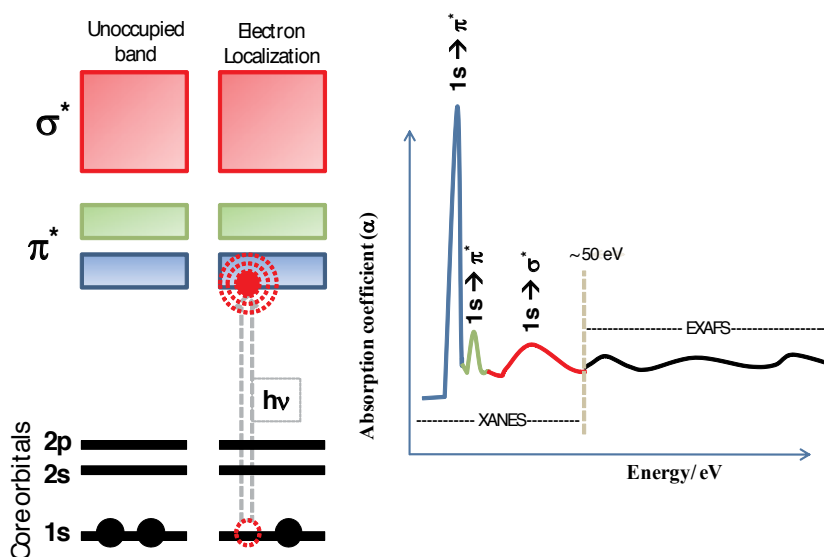 Unoccupied
band
Electron
Localization
σ*
π*
hν
Core orbitals
2p
2s
1s
Absorption coefficient (α)
1s → π*
1s → π*
1s → σ*
~50 eV
EXAFS
XANES
Energy/ eV